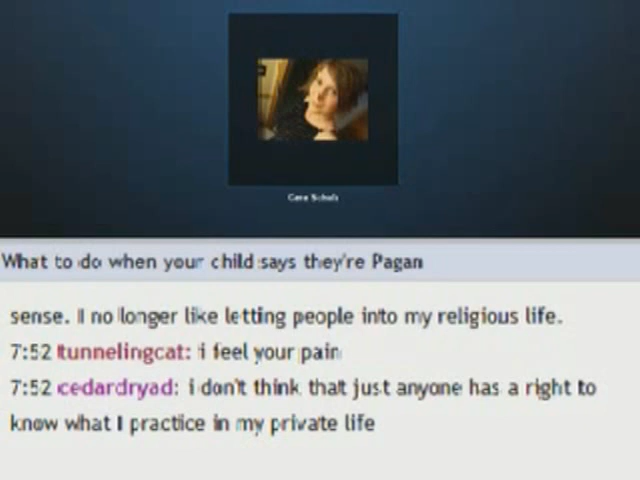 Cara Schulz
What to do when your child says they're Pagan
sense. I no longer like letting people into my religious life.
7:52 tunnelingcat: i feel your pain
7:52 cedardryad: i don't think that just anyone has a right to
know what I practice in my private life